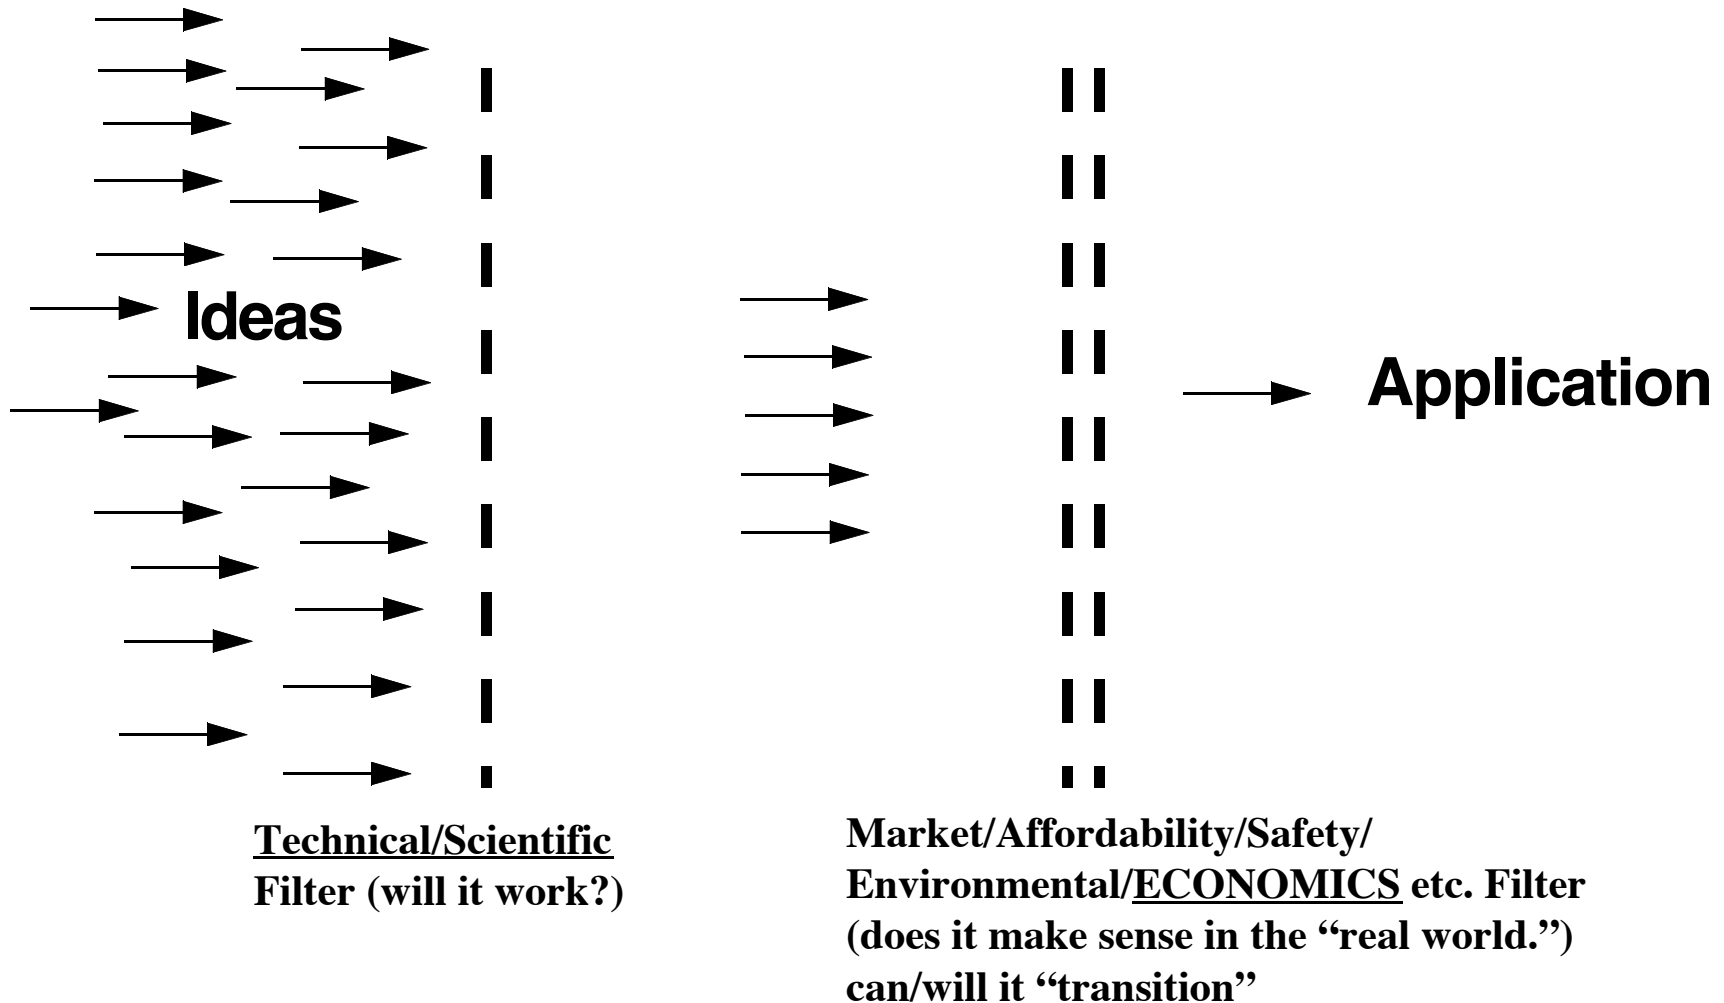 Ideas
Application
Technical/Scientific
Filter (will it work?)
Market/Affordability/Safety/
Environmental/ECONOMICS etc. Filter
(does it make sense in the “real world.”)
can/will it “transition”